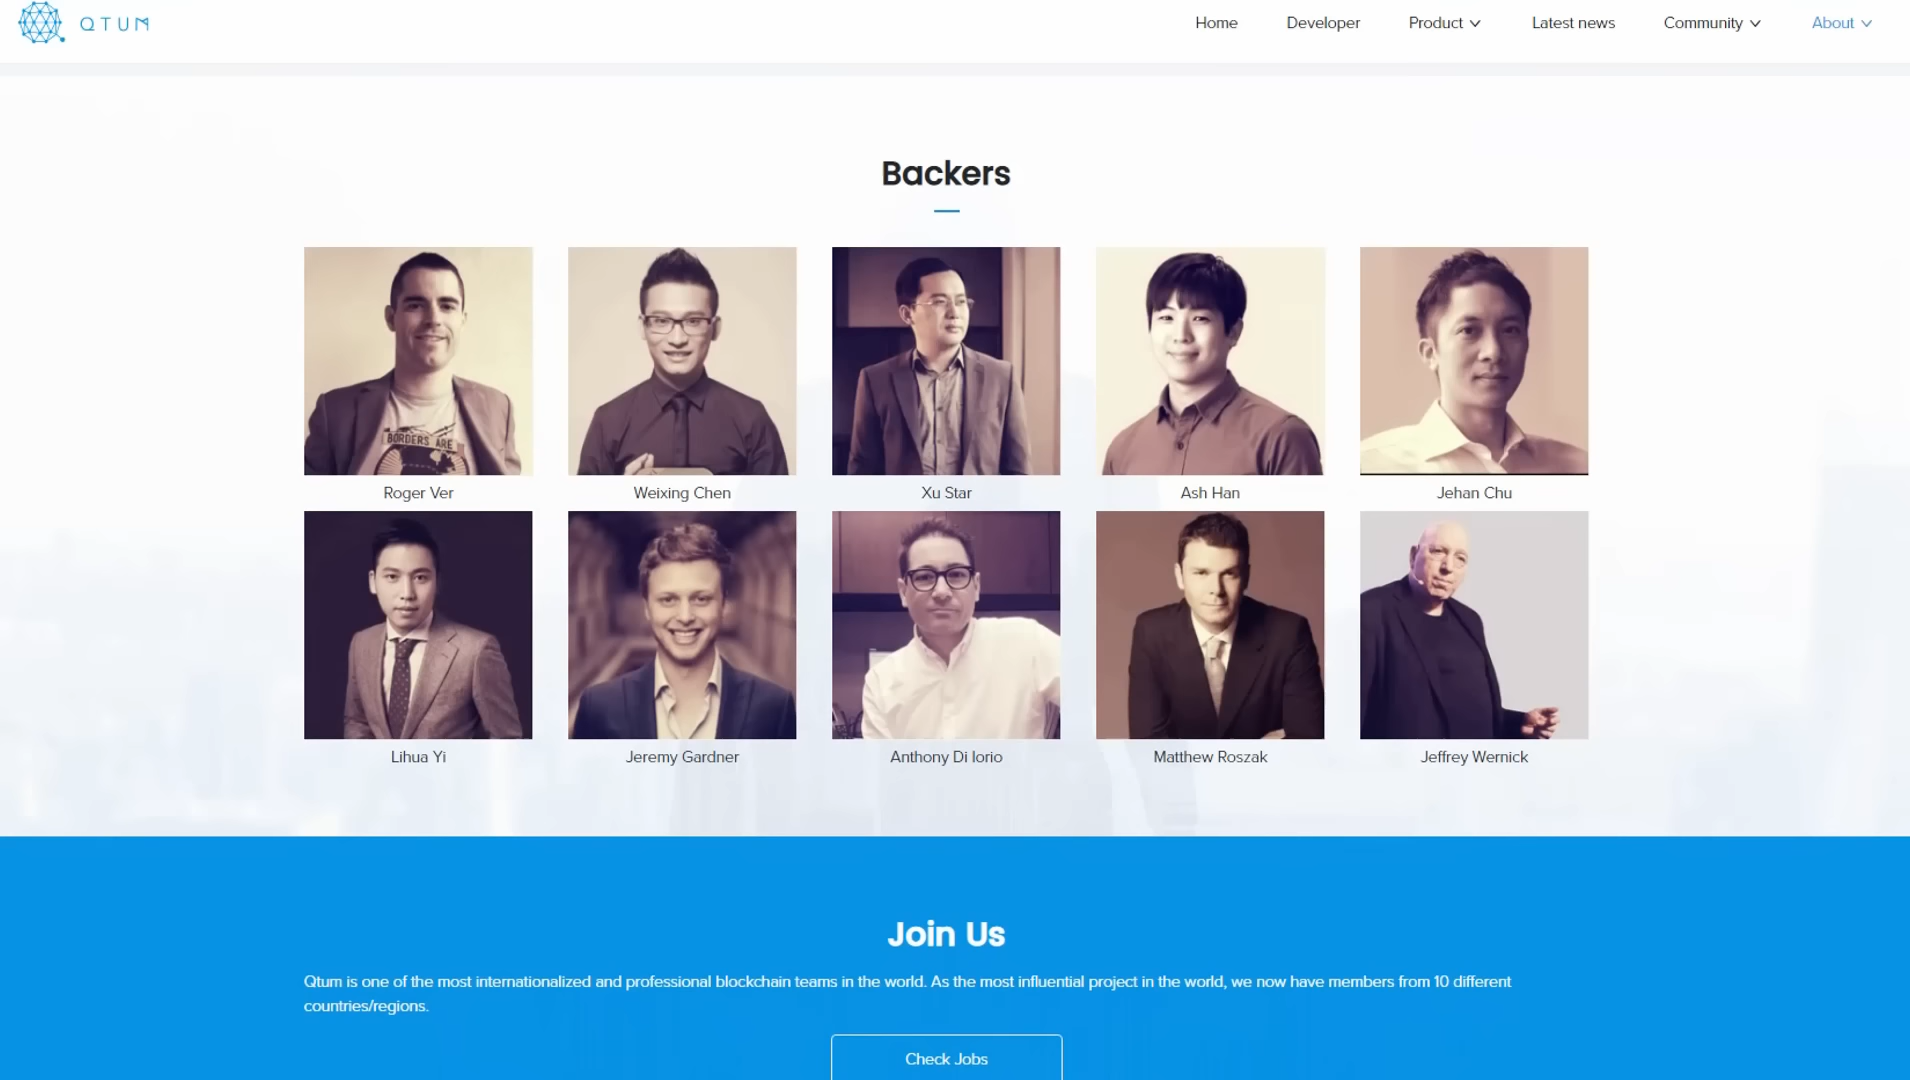 QTUM
Home Developer Product Latest news Community About
Backers
BORDERS ARE
Roger Ver Weixing Chen Xu Star Ash Han Jehan Chu
Lihua Yi Jeremy Gardner Anthony Di Iorio Matthew Roszak Jeffrey Wernick
Join Us
Qtum is one of the most internationalized and professional blockchain teams in the world. As the most influential project in the world, we now have members from 10 different
countries/regions.
Check Jobs